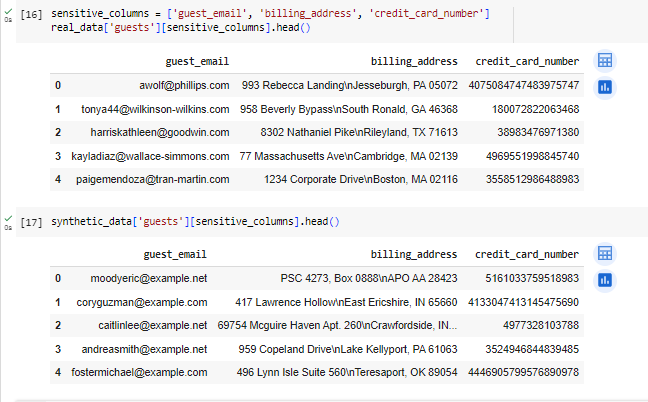 [16] sensitive_columns = ['guest_email', 'billing_address', 'credit_card_number']
0s real_data['guests'][sensitive_columns].head()
guest_email billing_address credit_card_number
0 awolf@phillips.com 993 Rebecca Landing\nJesseburgh, PA 05072 4075084747483975747
1 tonya44@wilkinson-wilkins.com 958 Beverly Bypass\nSouth Ronald, GA 46368 180072822063468
2 harriskathleen@goodwin.com 8302 Nathaniel Pike\nRileyland, TX 71613 38983476971380
3 kayladiaz@wallace-simmons.com 77 Massachusetts Ave\nCambridge, MA 02139 4969551998845740
4 paigemendoza@tran-martin.com 1234 Corporate Drive\nBoston, MA 02116 3558512986488983
[17] synthetic_data['guests'][sensitive_columns].head()
0s
guest_email billing_address credit_card_number
0 moodyeric@example.net PSC 4273, Box 0888\nAPO AA 28423 5161033759518983
1 coryguzman@example.com 417 Lawrence Hollow\nEast Ericshire, IN 65660 4133047413145475690
2 caitlinlee@example.net 69754 Mcguire Haven Apt. 260\nCrawfordside, IN... 4977328103788
3 andreasmith@example.net 959 Copeland Drive\nLake Kellyport, PA 61063 3524946844839485
4 fostermichael@example.com 496 Lynn Isle Suite 560\nTeresaport, OK 89054 4446905799576890978